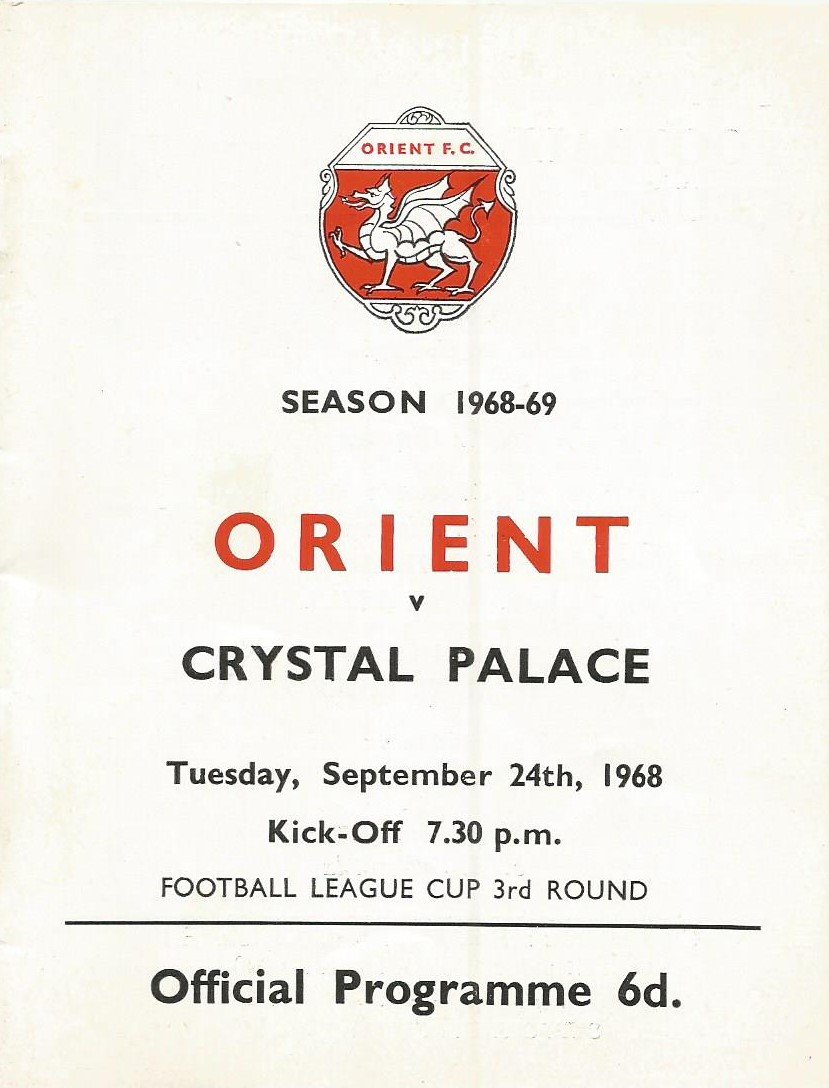 ORIENT F.C.
SEASON 1968-69
ORIENT
v
CRYSTAL PALACE
Tuesday, September 24th, 1968
Kick-Off 7.30 p.m.
FOOTBALL LEAGUE CUP 3rd ROUND
Official Programme 6d.